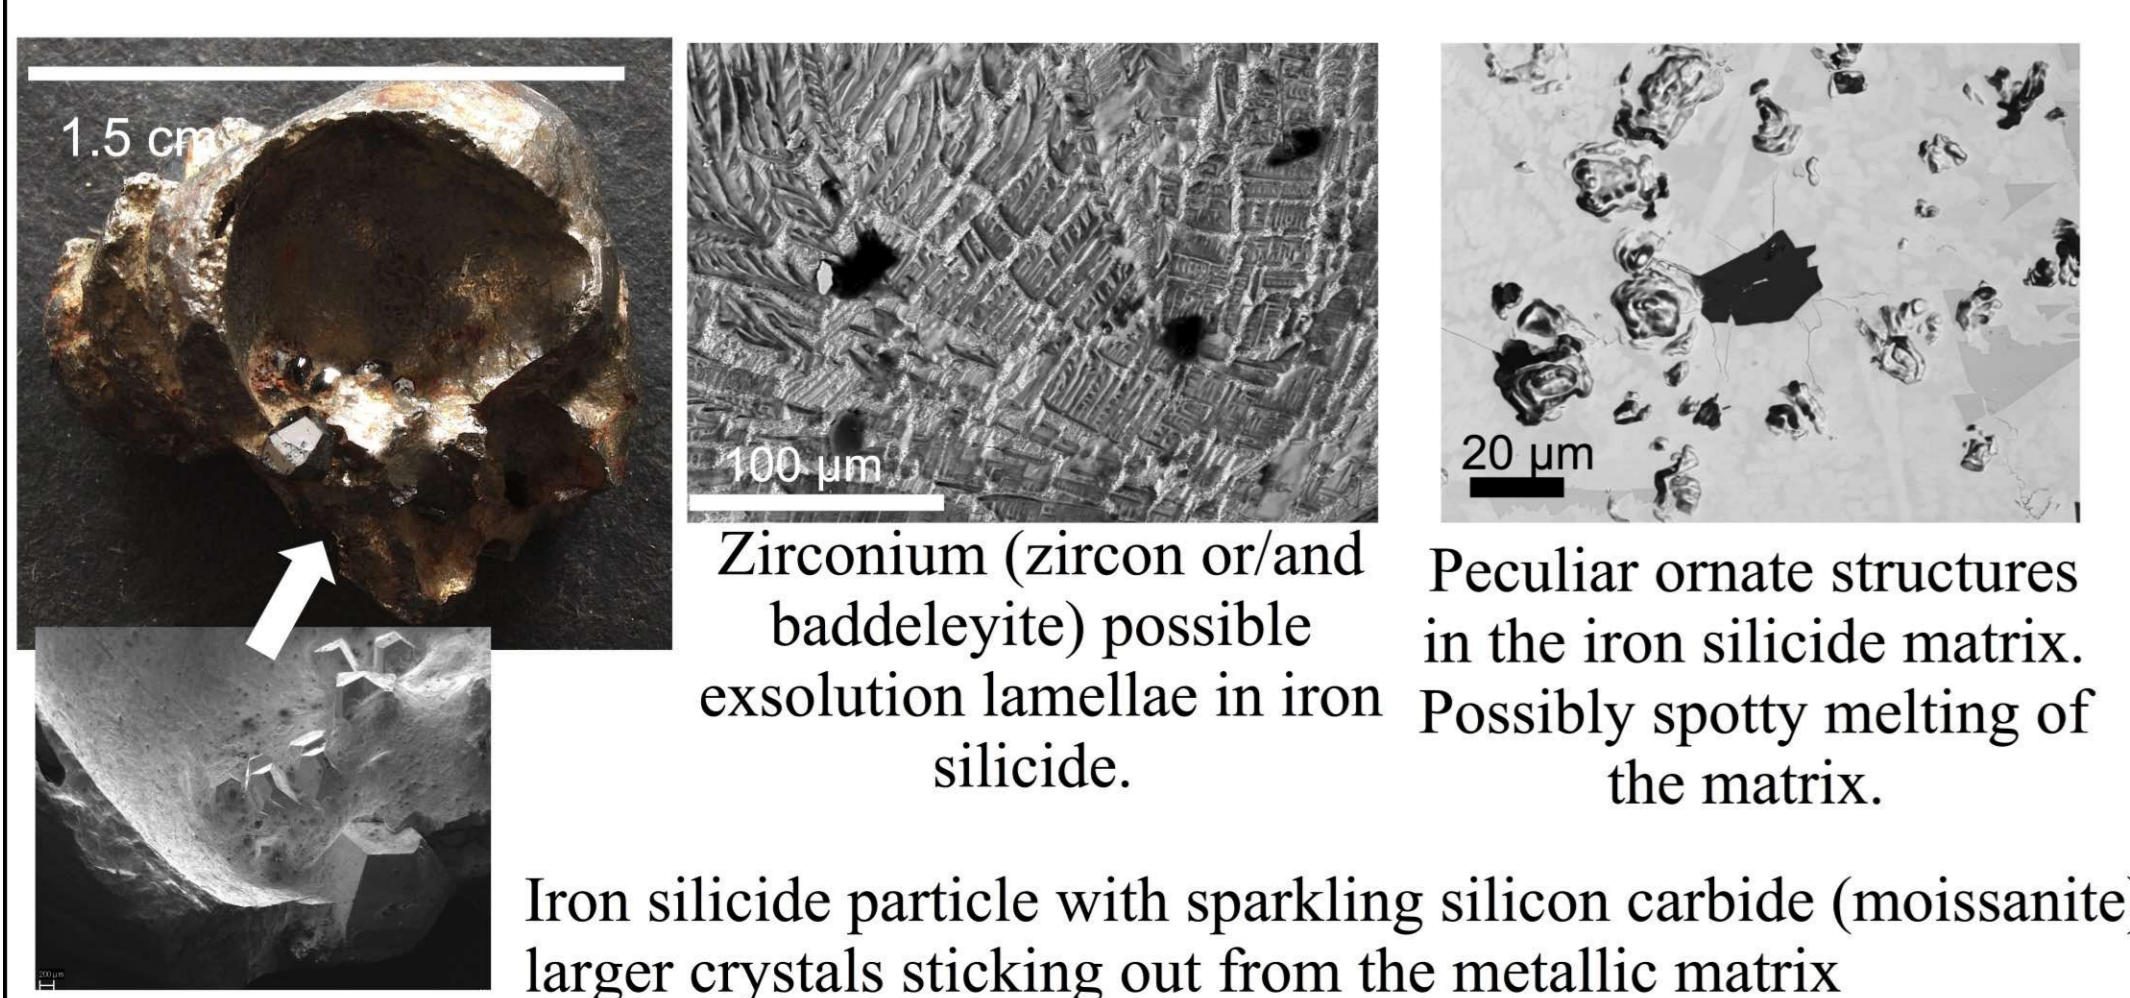 1.5 cm
100 µm
20 µm
Zirconium (zircon or/and
baddeleyite) possible
exsolution lamellae in iron
silicide.
Peculiar ornate structures
in the iron silicide matrix.
Possibly spotty melting of
the matrix.
200 µm
Iron silicide particle with sparkling silicon carbide (moissanite)
larger crystals sticking out from the metallic matrix